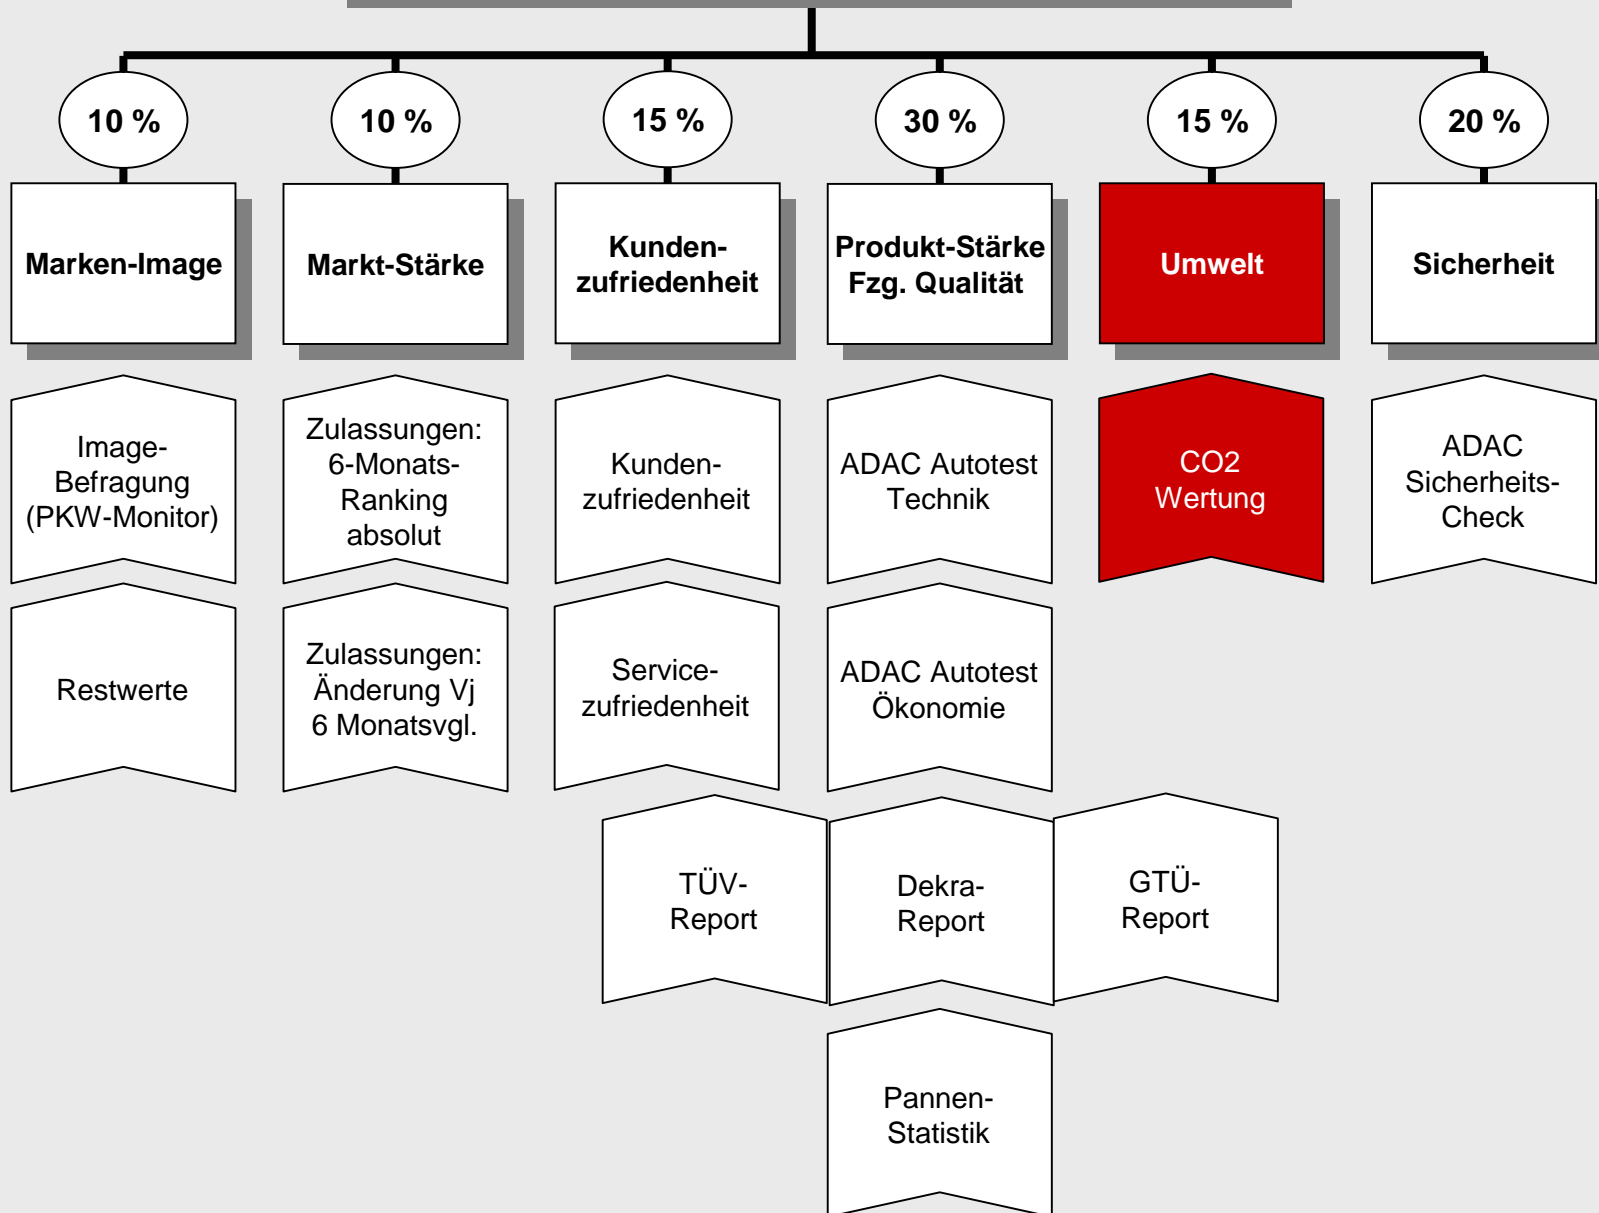 10 %
10 %
15 %
30 %
15 %
20 %
Marken-Image
Markt-Stärke
Kunden-
zufriedenheit
Produkt-Stärke
Fzg. Qualität
Umwelt
Sicherheit
Image-
Befragung
(PKW-Monitor)
Zulassungen:
6-Monats-
Ranking
absolut
Kunden-
zufriedenheit
ADAC Autotest
Technik
CO2
Wertung
ADAC
Sicherheits-
Check
Restwerte
Zulassungen:
Änderung Vj
6 Monatsvgl.
Service-
zufriedenheit
ADAC Autotest
Ökonomie
TÜV-
Report
Dekra-
Report
GTÜ-
Report
Pannen-
Statistik